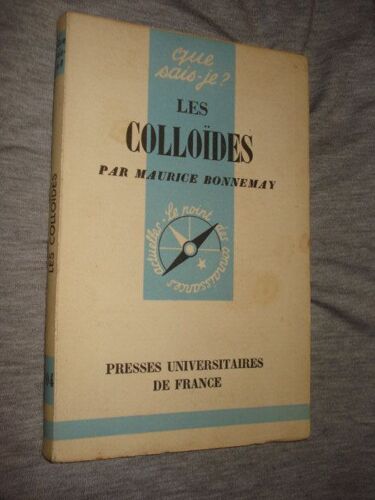 que
sais-je?
LES
COLLOÏDES
PAR MAURICE BONNEMAY
Le point des connaissances actuelles
PRESSES UNIVERSITAIRES
DE FRANCE
LES COLLOÏDES